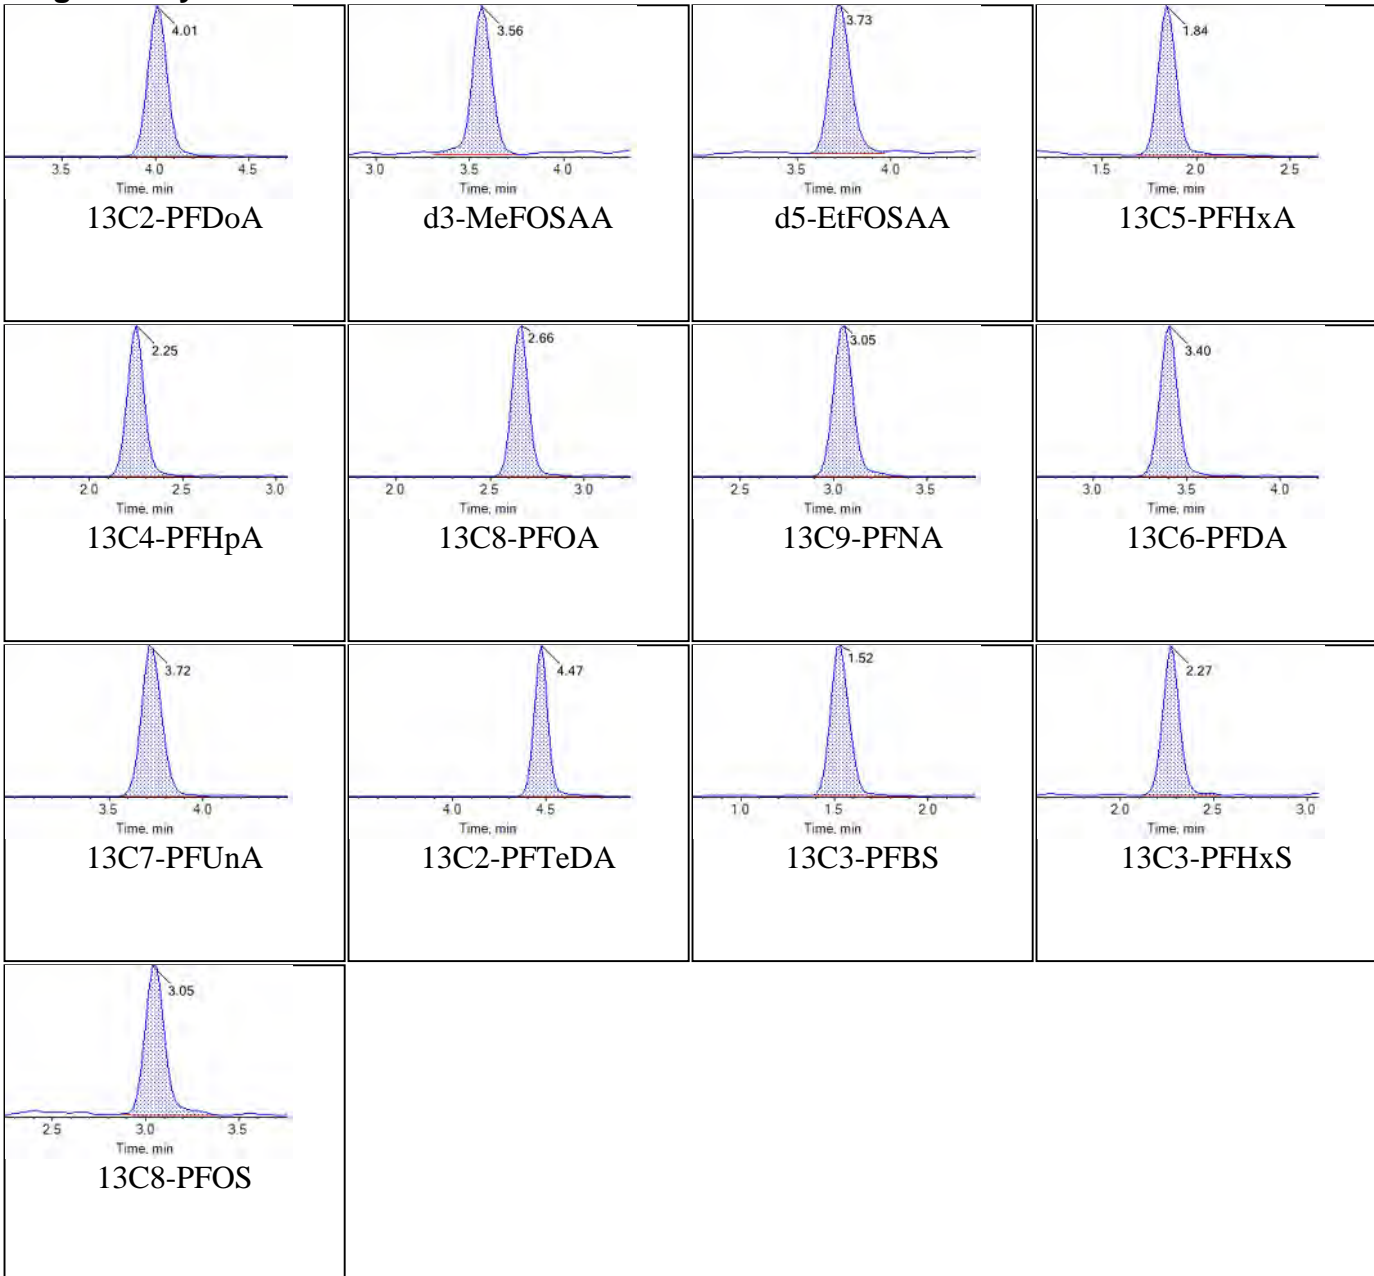 4.01
3.5 4.0 4.5
Time, min
13C2-PFDoA
3.56
3.0 3.5 4.0
Time, min
d3-MeFOSAA
3.73
3.5 4.0
Time, min
d5-EtFOSAA
1.84
1.5 2.0 2.5
Time, min
13C5-PFHxA
2.25
2.0 2.5 3.0
Time, min
13C4-PFHpA
2.66
2.0 2.5 3.0
Time, min
13C8-PFOA
3.05
2.5 3.0 3.5
Time, min
13C9-PFNA
3.40
3.0 3.5 4.0
Time, min
13C6-PFDA
3.72
3.5 4.0
Time, min
13C7-PFUnA
4.47
4.0 4.5
Time, min
13C2-PFTeDA
1.52
1.0 1.5 2.0
Time, min
13C3-PFBS
2.27
2.0 2.5 3.0
Time, min
13C3-PFHxS
3.05
2.5 3.0 3.5
Time, min
13C8-PFOS